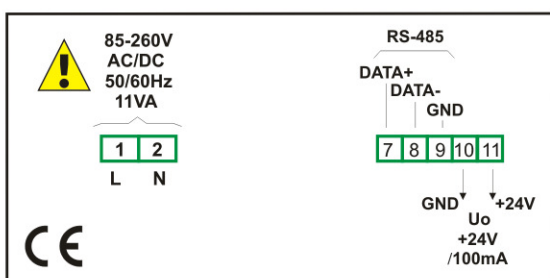 85-260V
AC/DC
50/60Hz
11VA
1 2
L N
RS-485
DATA+
DATA-
GND
7 8 9 10 11
GND +24V
Uo
+24V
/100mA
CE